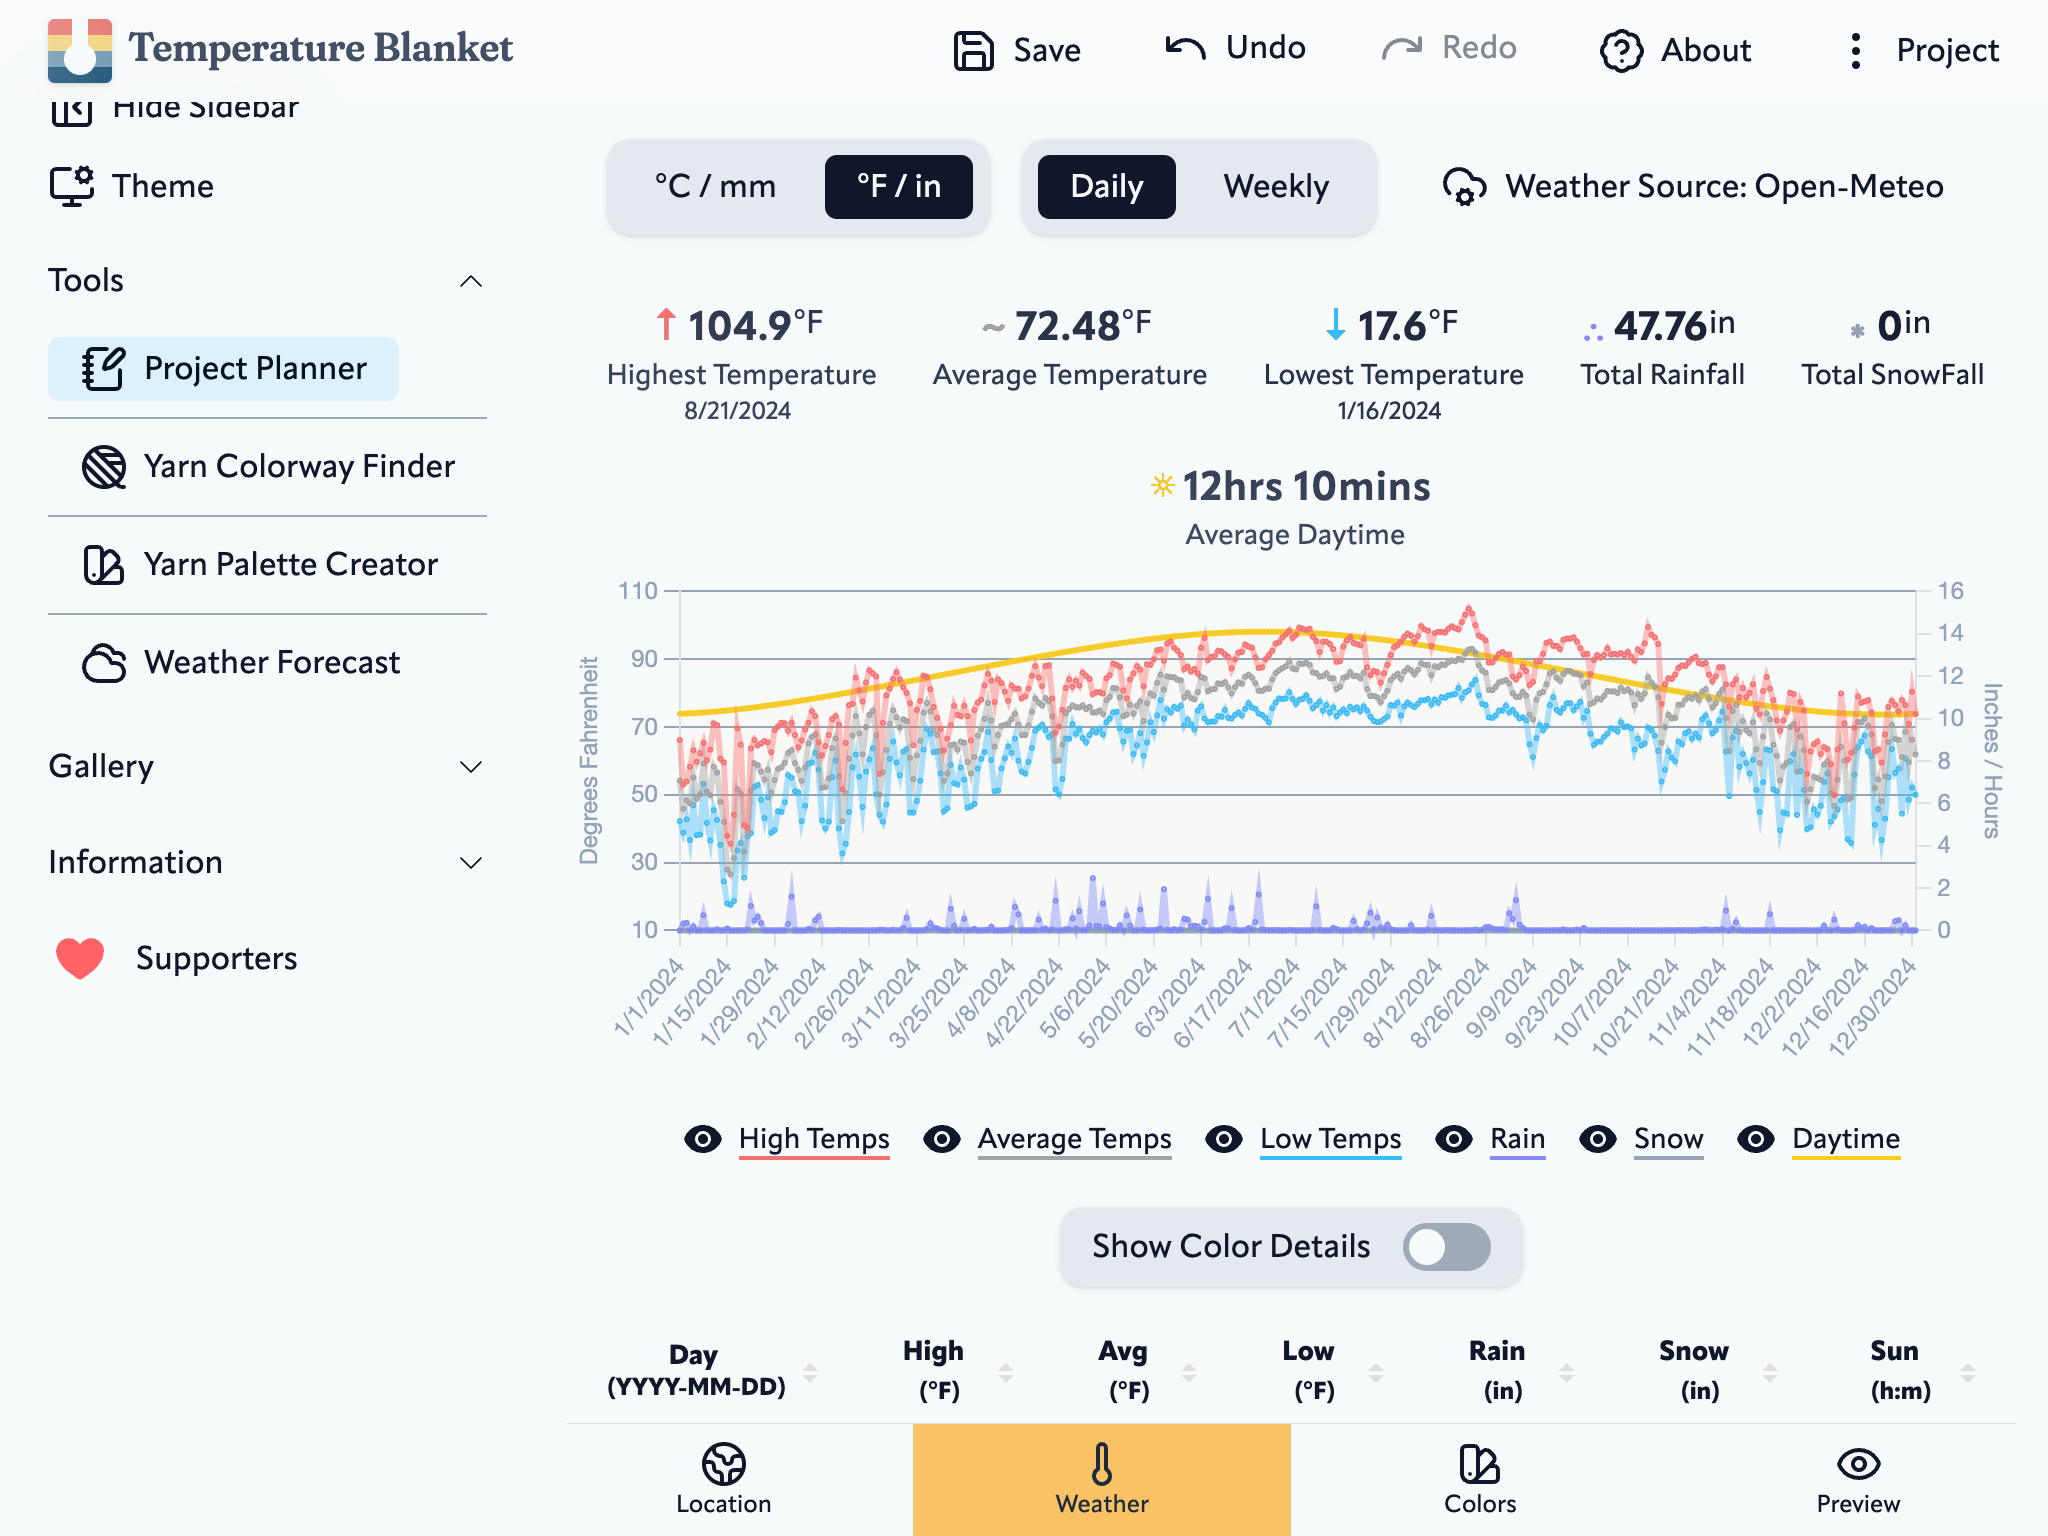 Temperature Blanket
Save
Undo
Redo
About
Project
Hide Sidebar
Theme
Tools
Project Planner
Yarn Colorway Finder
Yarn Palette Creator
Weather Forecast
Gallery
Information
Supporters
°C / mm
°F / in
Daily
Weekly
Weather Source: Open-Meteo
104.9°F
Highest Temperature
8/21/2024
72.48°F
Average Temperature
17.6°F
Lowest Temperature
1/16/2024
47.76in
Total Rainfall
0in
Total SnowFall
12hrs 10mins
Average Daytime
Degrees Fahrenheit
110
90
70
50
30
10
16
14
12
10
8
6
4
2
0
Inches / Hours
1/1/2024
1/15/2024
1/29/2024
2/12/2024
2/26/2024
3/11/2024
3/25/2024
4/8/2024
4/22/2024
5/6/2024
5/20/2024
6/3/2024
6/17/2024
7/1/2024
7/15/2024
7/29/2024
8/12/2024
8/26/2024
9/9/2024
9/23/2024
10/7/2024
10/21/2024
11/4/2024
11/18/2024
12/2/2024
12/16/2024
12/30/2024
High Temps
Average Temps
Low Temps
Rain
Snow
Daytime
Show Color Details
Day
(YYYY-MM-DD)
High
(°F)
Avg
(°F)
Low
(°F)
Rain
(in)
Snow
(in)
Sun
(h:m)
Location
Weather
Colors
Preview